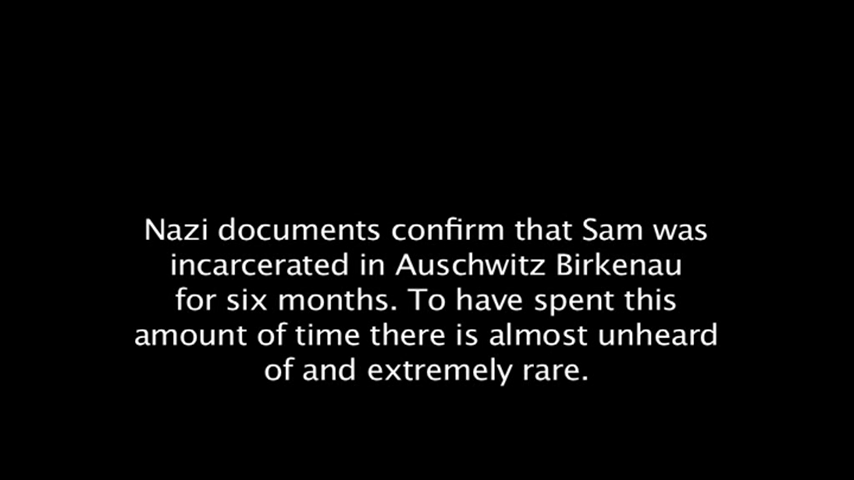 Nazi documents confirm that Sam was
incarcerated in Auschwitz Birkenau
for six months. To have spent this
amount of time there is almost unheard
of and extremely rare.